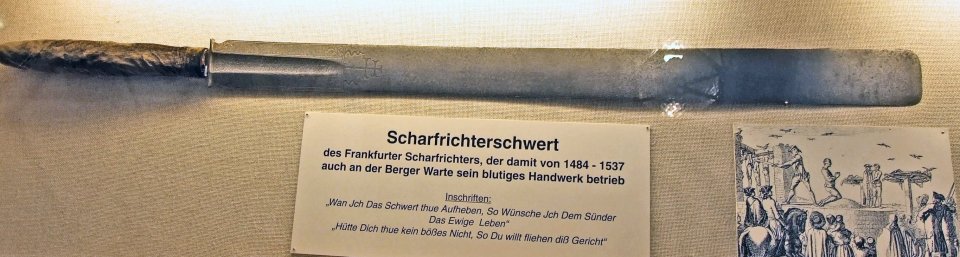 Scharfrichterschwert
des Frankfurter Scharfrichters, der damit von 1484 - 1537
auch an der Berger Warte sein blutiges Handwerk betrieb
Inschriften:
„Wan Jch Das Schwert thue Aufheben, So Wünsche Jch Dem Sünder
Das Ewige Leben“
„Hütte Dich thue kein bößes Nicht, So Du willt fliehen diß Gericht“